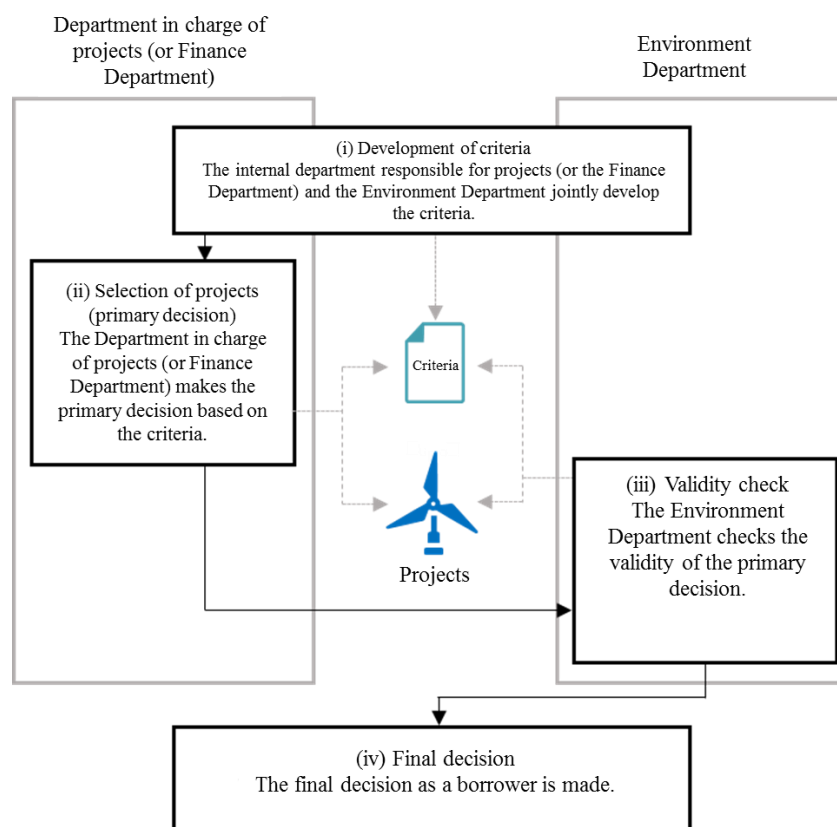 Department in charge of
projects (or Finance
Department)
Environment
Department
(i) Development of criteria
The internal department responsible for projects (or the Finance
Department) and the Environment Department jointly develop
the criteria.
(ii) Selection of projects
(primary decision)
The Department in charge
of projects (or Finance
Department) makes the
primary decision based on
the criteria.
Criteria
Projects
(iii) Validity check
The Environment
Department checks the
validity of the primary
decision.
(iv) Final decision
The final decision as a borrower is made.